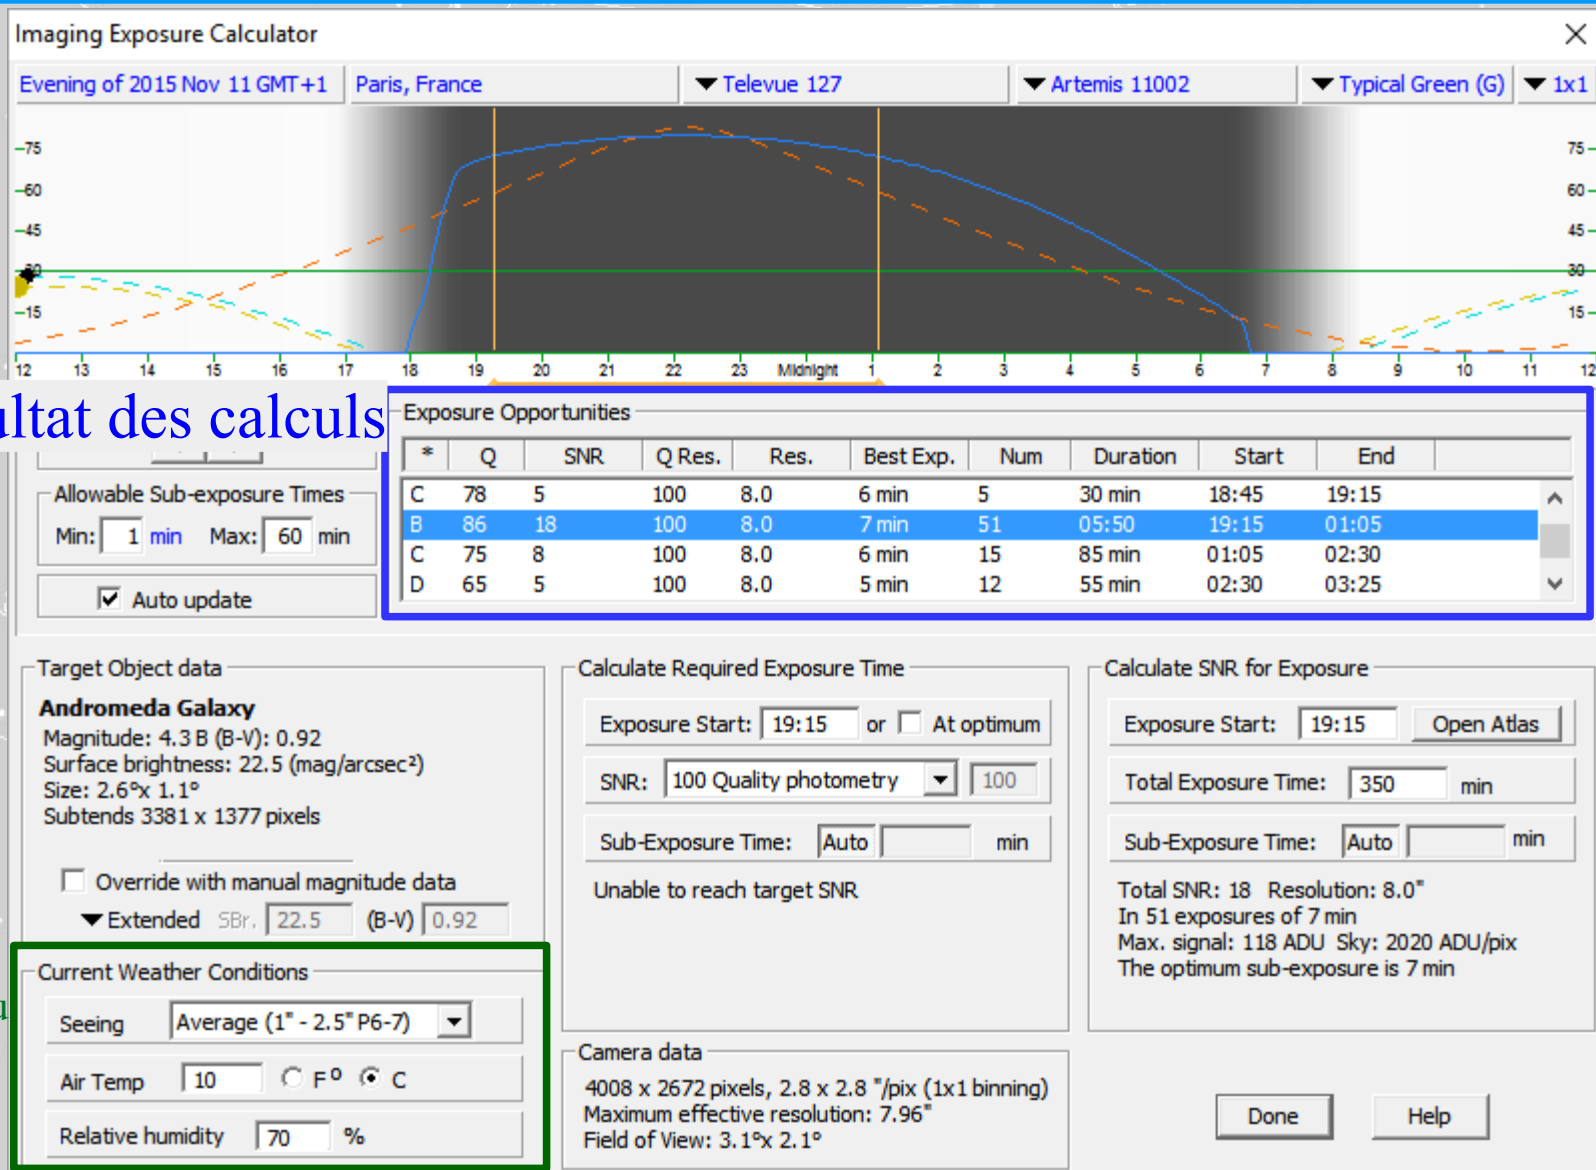 Imaging Exposure Calculator
Evening of 2015 Nov 11 GMT+1 Paris, France Televue 127 Artemis 11002 Typical Green (G) 1x1
75 75
60 60
45 45
30 30
15 15
12 13 14 15 16 17 18 19 20 21 22 23 Midnight 1 2 3 4 5 6 7 8 9 10 11 12
ultat des calculs
Exposure Opportunities
* Q SNR Q Res. Res. Best Exp. Num Duration Start End
C 78 5 100 8.0 6 min 5 30 min 18:45 19:15
B 86 18 100 8.0 7 min 51 05:50 19:15 01:05
C 75 8 100 8.0 6 min 15 85 min 01:05 02:30
D 65 5 100 8.0 5 min 12 55 min 02:30 03:25
Allowable Sub-exposure Times
Min: 1 min Max: 60 min
Auto update
Target Object data
Andromeda Galaxy
Magnitude: 4.3 B (B-V): 0.92
Surface brightness: 22.5 (mag/arcsec²)
Size: 2.6°x 1.1°
Subtends 3381 x 1377 pixels
Override with manual magnitude data
Extended SBr. 22.5 (B-V) 0.92
Current Weather Conditions
Seeing Average (1" - 2.5" P6-7)
Air Temp 10 F° C
Relative humidity 70 %
Calculate Required Exposure Time
Exposure Start: 19:15 or At optimum
SNR: 100 Quality photometry 100
Sub-Exposure Time: Auto min
Unable to reach target SNR
Camera data
4008 x 2672 pixels, 2.8 x 2.8 "/pix (1x1 binning)
Maximum effective resolution: 7.96"
Field of View: 3.1°x 2.1°
Calculate SNR for Exposure
Exposure Start: 19:15 Open Atlas
Total Exposure Time: 350 min
Sub-Exposure Time: Auto min
Total SNR: 18 Resolution: 8.0"
In 51 exposures of 7 min
Max. signal: 118 ADU Sky: 2020 ADU/pix
The optimum sub-exposure is 7 min
Done Help